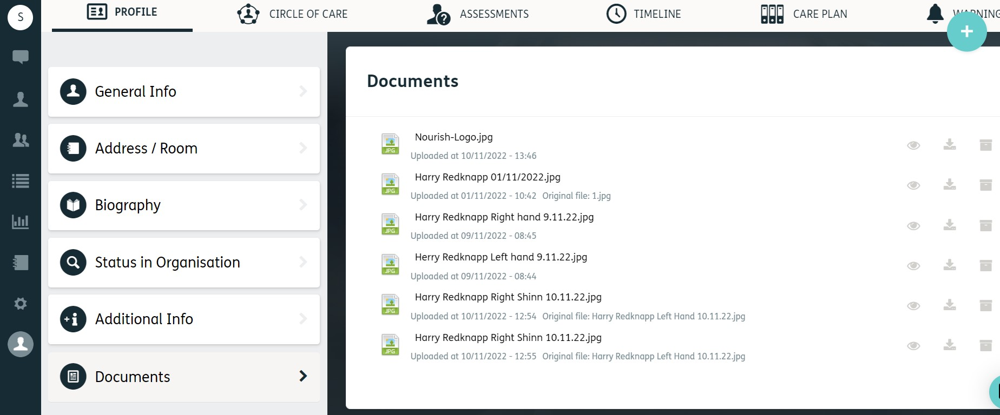 S
PROFILE
CIRCLE OF CARE
ASSESSMENTS
TIMELINE
CARE PLAN
WARNING
General Info
Address / Room
Biography
Status in Organisation
Additional Info
Documents
Documents
Nourish-Logo.jpg
Uploaded at 10/11/2022 - 13:46
Harry Redknapp 01/11/2022.jpg
Uploaded at 01/11/2022 - 10:42 Original file: 1.jpg
Harry Redknapp Right hand 9.11.22.jpg
Uploaded at 09/11/2022 - 08:45
Herry Redknapp Left hand 9.11.22.jpg
Uploaded at 09/11/2022 - 08:44
Harry Redknapp Right Shinn 10.11.22.jpg
Uploaded at 10/11/2022 - 12:54 Original file: Harry Redknapp Left Hand 10.11.22.jpg
Harry Redknapp Right Shinn 10.11.22.jpg
Uploaded at 10/11/2022 - 12:55 Original file: Harry Redknapp Left Hand 10.11.22.jpg
JPG
JPG
JPG
JPG
JPG
JPG